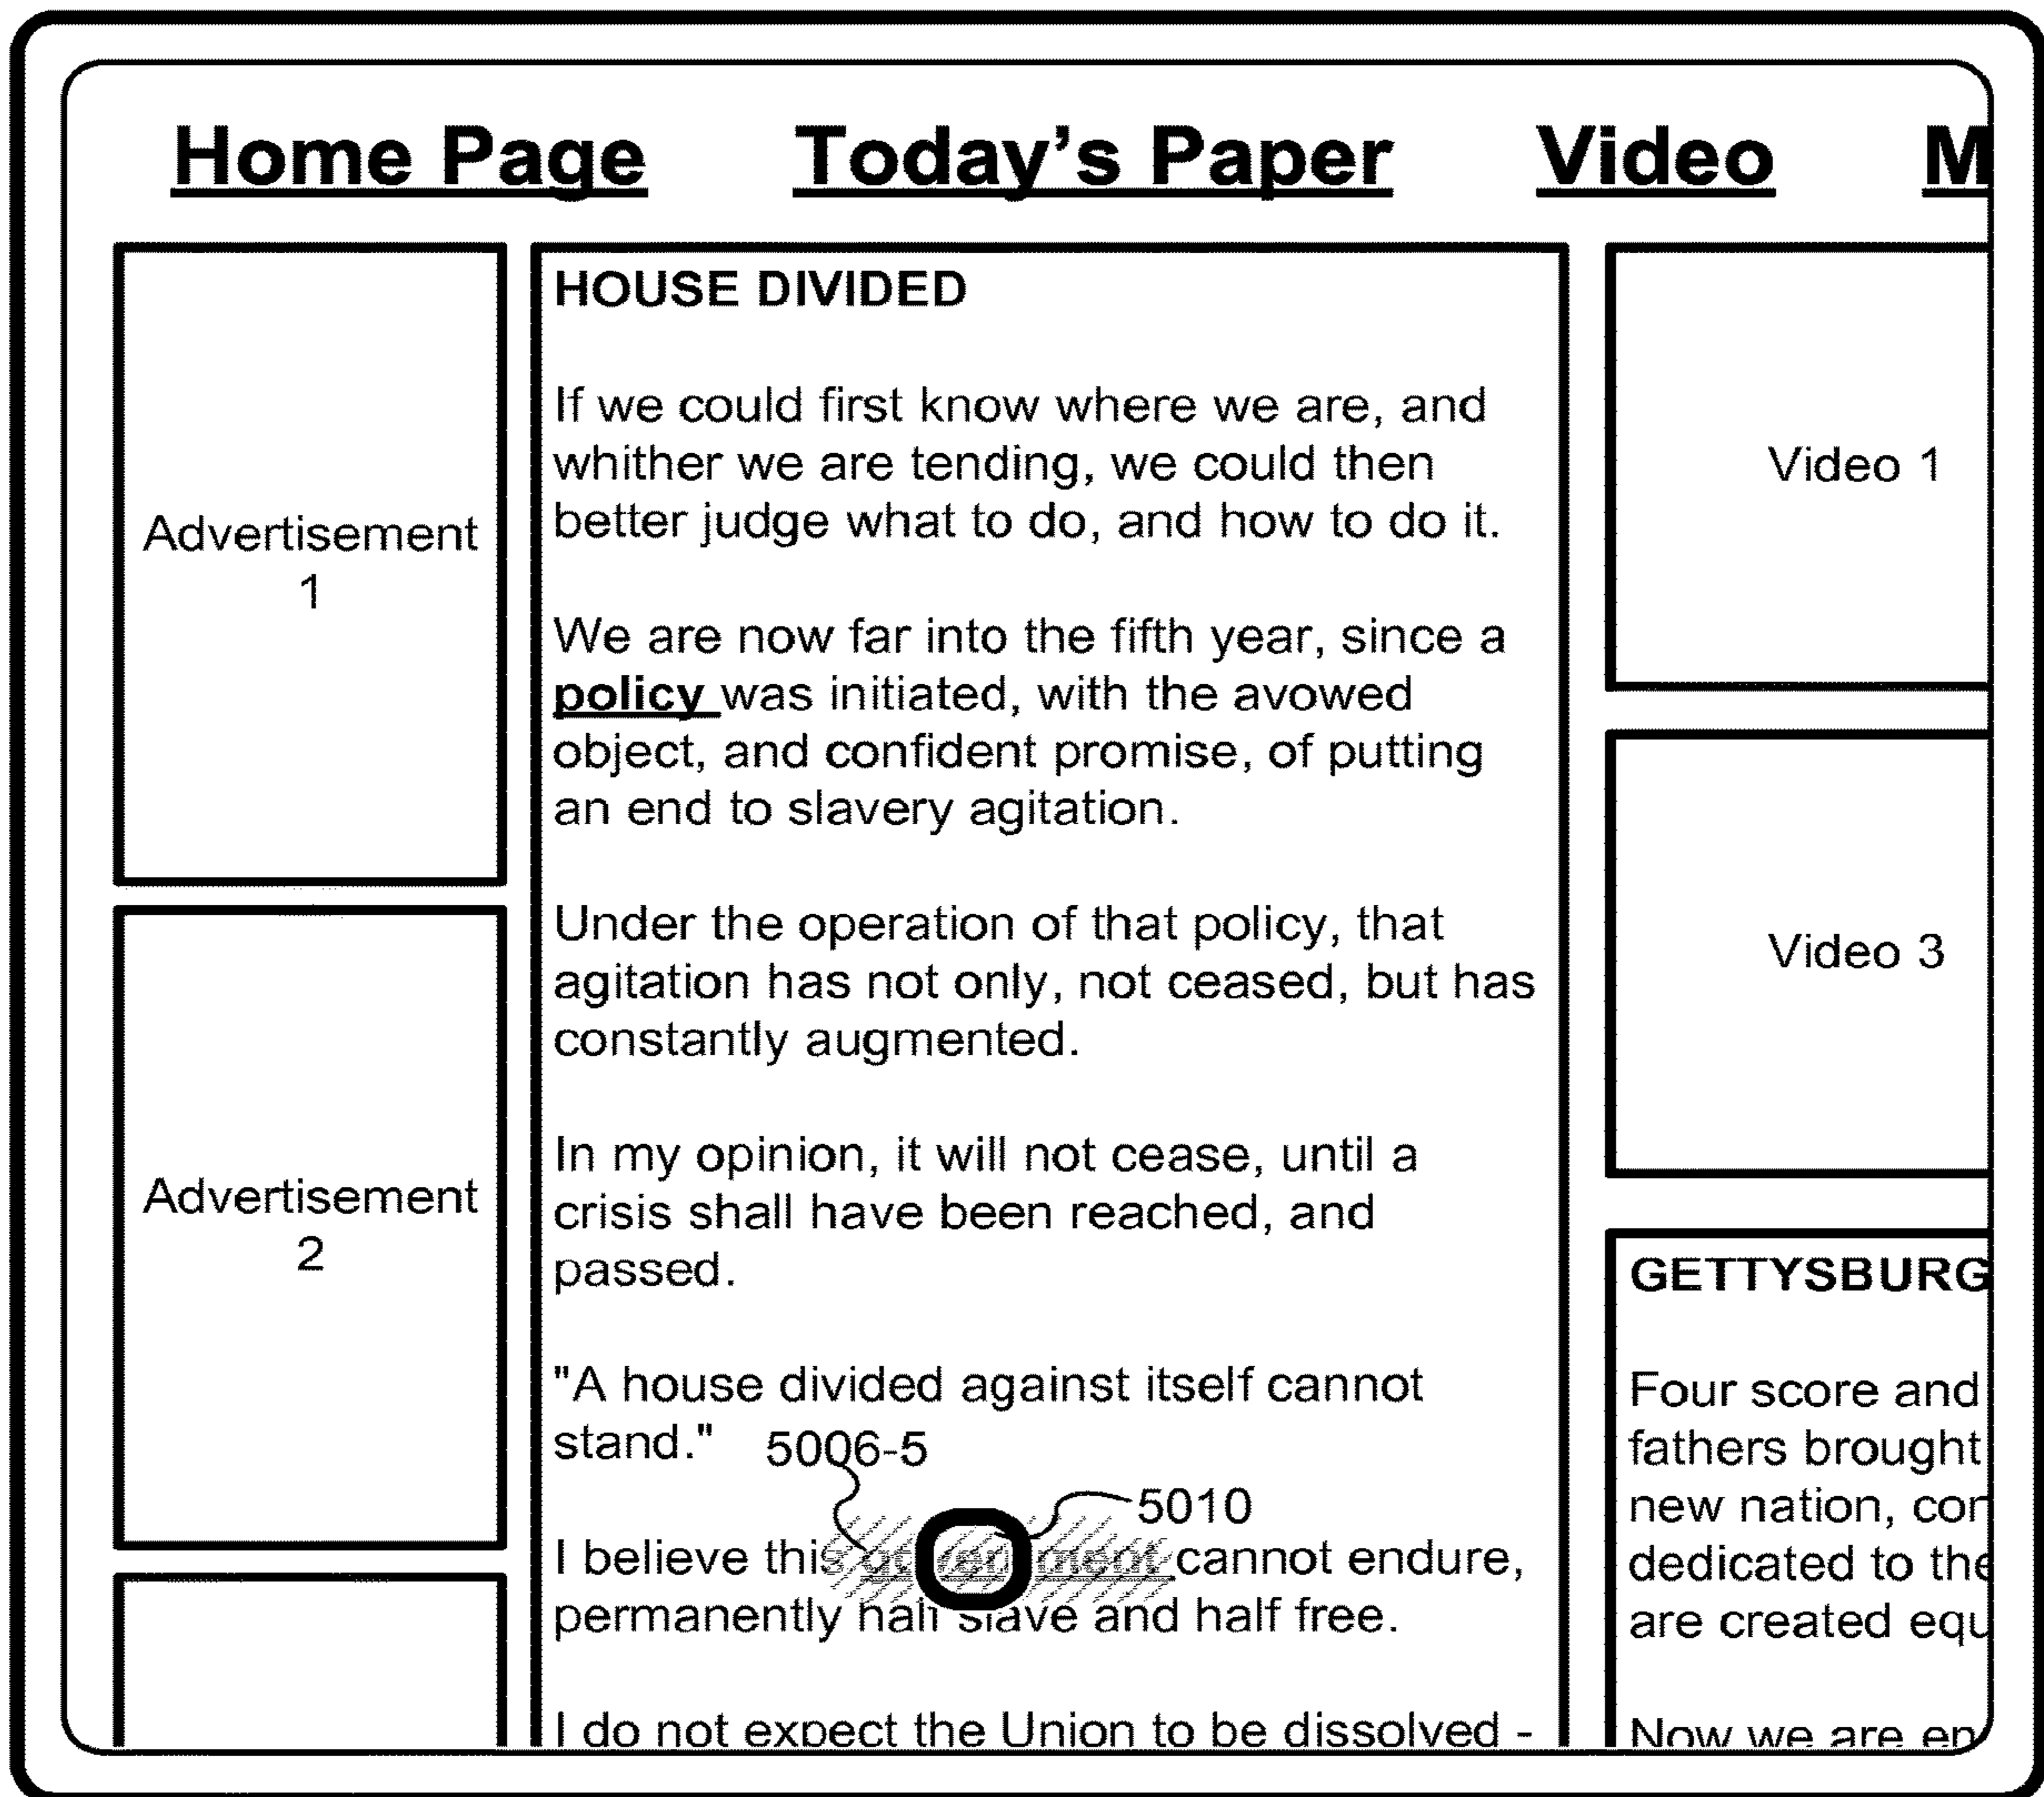 Home Page Today's Paper Video M
Advertisement
1
Advertisement
2
HOUSE DIVIDED
If we could first know where we are, and
whither we are tending, we could then
better judge what to do, and how to do it.
We are now far into the fifth year, since a
policy was initiated, with the avowed
object, and confident promise, of putting
an end to slavery agitation.
Under the operation of that policy, that
agitation has not only, not ceased, but has
constantly augmented.
In my opinion, it will not cease, until a
crisis shall have been reached, and
passed.
"A house divided against itself cannot
stand." 5006-5
5010
I believe this government cannot endure,
permanently half slave and half free.
I do not expect the Union to be dissolved -
Video 1
Video 3
GETTYSBURG
Four score and
fathers brought
new nation, con
dedicated to the
are created equ
Now we are en